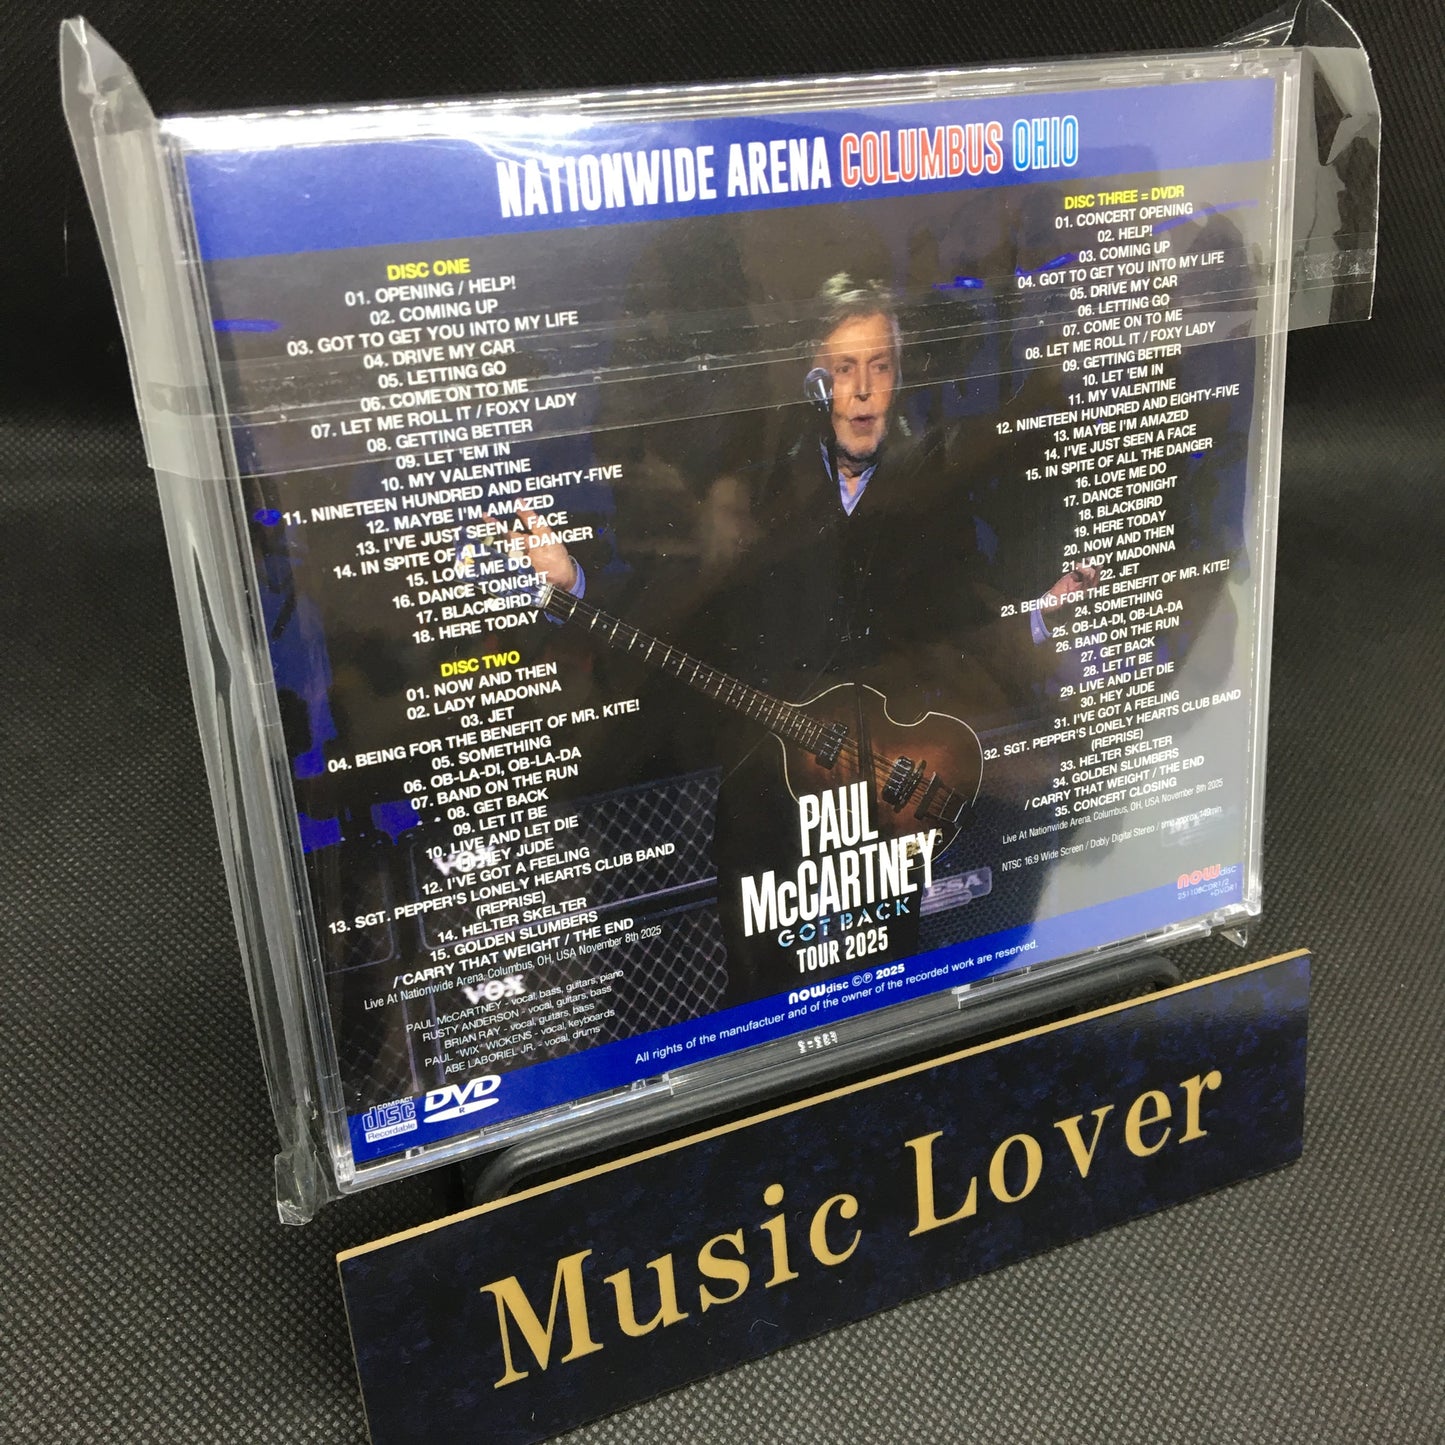 NATIONWIDE ARENA COLUMBUS OHIO
DISC ONE
01. OPENING / HELP!
02. COMING UP
03. GOT TO GET YOU INTO MY LIFE
04. DRIVE MY CAR
05. LETTING GO
06. COME ON TO ME
07. LET ME ROLL IT / FOXY LADY
08. GETTING BETTER
09. LET 'EM IN
10. MY VALENTINE
11. NINETEEN HUNDRED AND EIGHTY-FIVE
12. MAYBE I'M AMAZED
13. I'VE JUST SEEN A FACE
14. IN SPITE OF ALL THE DANGER
15. LOVE ME DO
16. DANCE TONIGHT
17. BLACKBIRD
18. HERE TODAY
DISC TWO
01. NOW AND THEN
02. LADY MADONNA
03. JET
04. BEING FOR THE BENEFIT OF MR. KITE!
05. SOMETHING
06. OB-LA-DI, OB-LA-DA
07. BAND ON THE RUN
08. GET BACK
09. LET IT BE
10. LIVE AND LET DIE
HEY JUDE
12. I'VE GOT A FEELING
13. SGT. PEPPER'S LONELY HEARTS CLUB BAND
(REPRISE)
14. HELTER SKELTER
15. GOLDEN SLUMBERS
/ CARRY THAT WEIGHT / THE END
Live At Nationwide Arena, Columbus, OH, USA November 8th 2025
PAUL McCARTNEY - vocal, bass, guitars, piano
RUSTY ANDERSON - vocal, guitars, bass
BRIAN RAY - vocal, guitars, bass
PAUL "WIX" WICKENS - vocal, keyboards
ABE LABORIEL JR. - vocal, drums
DISC THREE = DVDR
01. CONCERT OPENING
02. HELP!
03. COMING UP
04. GOT TO GET YOU INTO MY LIFE
05. DRIVE MY CAR
06. LETTING GO
07. COME ON TO ME
08. LET ME ROLL IT / FOXY LADY
09. GETTING BETTER
10. LET 'EM IN
11. MY VALENTINE
12. NINETEEN HUNDRED AND EIGHTY-FIVE
13. MAYBE I'M AMAZED
14. I'VE JUST SEEN A FACE
15. IN SPITE OF ALL THE DANGER
16. LOVE ME DO
17. DANCE TONIGHT
18. BLACKBIRD
19. HERE TODAY
20. NOW AND THEN
21. LADY MADONNA
22. JET
23. BEING FOR THE BENEFIT OF MR. KITE!
24. SOMETHING
25. OB-LA-DI, OB-LA-DA
26. BAND ON THE RUN
27. GET BACK
28. LET IT BE
29. LIVE AND LET DIE
30. HEY JUDE
31. I'VE GOT A FEELING
32. SGT. PEPPER'S LONELY HEARTS CLUB BAND
(REPRISE)
33. HELTER SKELTER
34. GOLDEN SLUMBERS
/ CARRY THAT WEIGHT / THE END
35. CONCERT CLOSING
Live At Nationwide Arena, Columbus, OH, USA November 8th 2025
NTSC 16:9 Wide Screen / Dobly Digital Stereo / time approx.149min.
nowdisc
251108CDR1/2
+DVDR1
PAUL
McCARTNEY
GOT BACK
TOUR 2025
VOX
VOX
ESA
nowdisc ©℗ 2025
All rights of the manufactuer and of the owner of the recorded work are reserved.
COMPACT
disc
Recordable
DVD
R
Music Lover